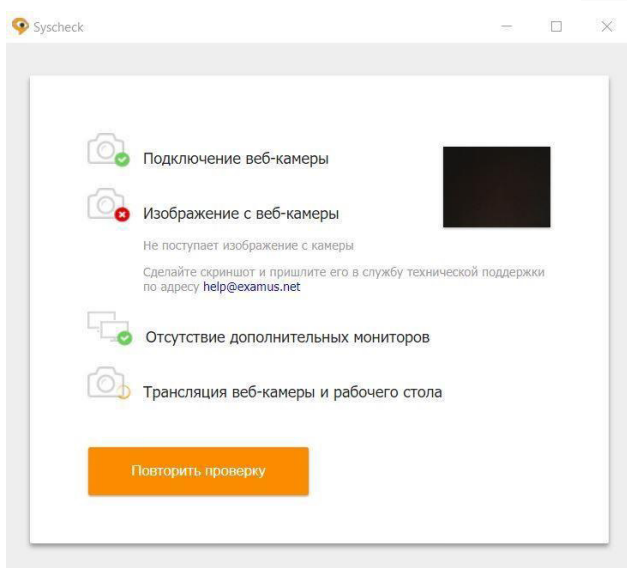 Syscheck
Подключение веб-камеры
Изображение с веб-камеры
Не поступает изображение с камеры
Сделайте скриншот и пришлите его в службу технической поддержки
по адресу help@examus.net
Отсутствие дополнительных мониторов
Трансляция веб-камеры и рабочего стола
Повторить проверку